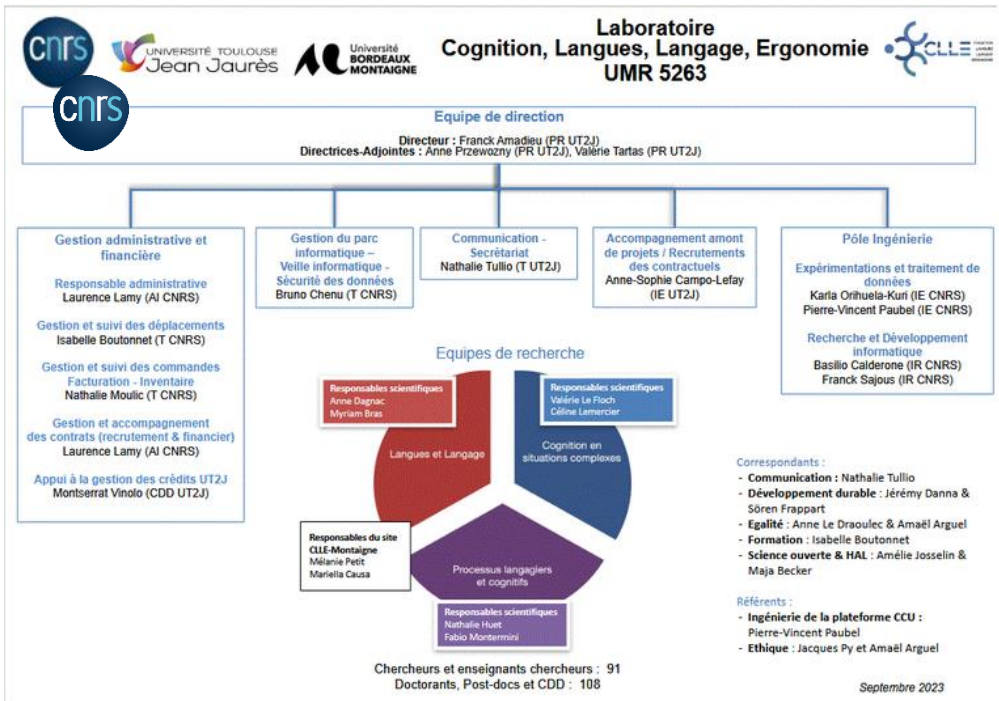 cnrs
UNIVERSITÉ TOULOUSE
Jean Jaurès
Université
BORDEAUX
MONTAIGNE
Laboratoire
Cognition, Langues, Langage, Ergonomie
UMR 5263
CLLE
cnrs
Equipe de direction
Directeur : Franck Amadieu (PR UT2J)
Directrices-Adjointes : Anne Przewozny (PR UT2J), Valérie Tartas (PR UT2J)
Gestion administrative et
financière
Responsable administrative
Laurence Lamy (AI CNRS)
Gestion et suivi des déplacements
Isabelle Boutonnet (T CNRS)
Gestion et suivi des commandes
Facturation - Inventaire
Nathalie Moulic (T CNRS)
Gestion et accompagnement
des contrats (recrutement & financier)
Laurence Lamy (AI CNRS)
Appui à la gestion des crédits UT2J
Montserrat Vinolo (CDD UT2J)
Gestion du parc
informatique –
Veille informatique -
Sécurité des données
Bruno Chenu (T CNRS)
Communication -
Secrétariat
Nathalie Tullio (T UT2J)
Accompagnement amont
de projets / Recrutements
des contractuels
Anne-Sophie Campo-Lefay
(IE UT2J)
Pôle Ingénierie
Expérimentations et traitement de
données
Karla Orihuela-Kuri (IE CNRS)
Pierre-Vincent Paubel (IE CNRS)
Recherche et Développement
informatique
Basilio Calderone (IR CNRS)
Franck Sajous (IR CNRS)
Equipes de recherche
Responsables scientifiques
Anne Dagnac
Myriam Bras
Langues et Langage
Responsables scientifiques
Valérie Le Floch
Céline Lemercier
Cognition en
situations complexes
Responsables du site
CLLE-Montaigne
Mélanie Petit
Mariella Causa
Processus langagiers
et cognitifs
Responsables scientifiques
Nathalie Huet
Fabio Montermini
Chercheurs et enseignants chercheurs : 91
Doctorants, Post-docs et CDD : 108
Correspondants :
- Communication : Nathalie Tullio
- Développement durable : Jérémy Danna &
Sören Frappart
- Egalité : Anne Le Draoulec & Amaël Arguel
- Formation : Isabelle Boutonnet
- Science ouverte & HAL : Amélie Josselin &
Maja Becker
Référents :
- Ingénierie de la plateforme CCU :
Pierre-Vincent Paubel
- Ethique : Jacques Py et Amaël Arguel
Septembre 2023